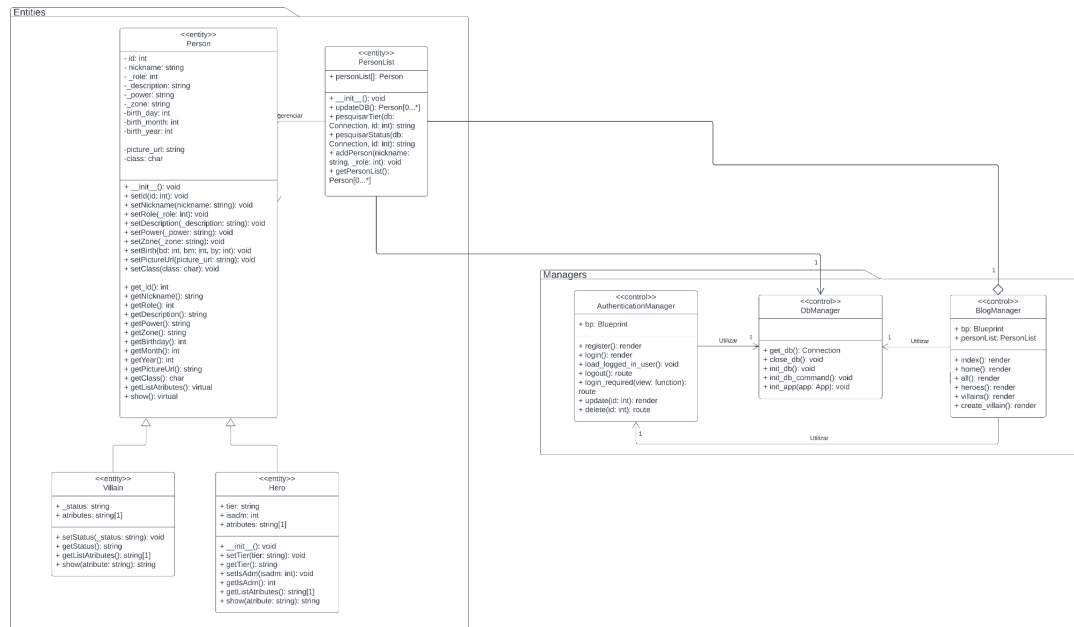 Entities
<<entity>>
Person
- id: int
- nickname: string
- _role: int
-_description: string
-_power: string
-_zone: string
-birth_day: int
-birth_month: int
-birth_year: int
-picture_url: string
-class: char
+ __init__(): void
+ setId(id: int): void
+ setNickname(nickname: string): void
+ setRole(_role: int): void
+ setDescription(_description: string): void
+ setPower(_power: string): void
+ setZone(_zone: string): void
+ setBirth(bd: int, bm: int, by: int): void
+ setPictureUrl(picture_url: string): void
+ setClass(class: char): void
+ get_id(): int
+ getNickname(): string
+ getRole(): int
+ getDescription(): string
+ getPower(): string
+ getZone(): string
+ getBirthday(): int
+ getMonth(): int
+ getYear(): int
+ getPictureUrl(): string
+ getClass(): char
+ getListAtributes(): virtual
+ show(): virtual
gerenciar
<<entity>>
PersonList
+ personList[]: Person
+ __init__(): void
+ updateDB(): Person[0...*]
+ pesquisarTier(db:
Connection, id: int): string
+ pesquisarStatus(db:
Connection, id: int): string
+ addPerson(nickname:
string, _role: int): void
+ getPersonList():
Person[0...*]
<<entity>>
Villain
+ _status: string
+ atributes: string[1]
+ setStatus(_status: string): void
+ getStatus(): string
+ getListAtributes(): string[1]
+ show(atribute: string): string
<<entity>>
Hero
+ tier: string
+ isadm: int
+ atributes: string[1]
+ __init__(): void
+ setTier(tier: string): void
+ getTier(): string
+ setIsAdm(isadm: int): void
+ getIsAdm(): int
+ getListAtributes(): string[1]
+ show(atribute: string): string
Managers
1
1
<<control>>
AuthenticationManager
+ bp: Blueprint
+ register(): render
+ login(): render
+ load_logged_in_user(): void
+ logout(): route
+ login_required(view: function):
route
+ update(id: int): render
+ delete(id: int): route
Utilizar
1
<<control>>
DbManager
+ get_db(): Connection
+ close_db(): void
+ init_db(): void
+ init_db_command(): void
+ init_app(app: App): void
1
Utilizar
<<control>>
BlogManager
+ bp: Blueprint
+ personList: PersonList
+ index(): render
+ home(): render
+ all(): render
+ heroes(): render
+ villains(): render
+ create_villain(): render
1
Utilizar